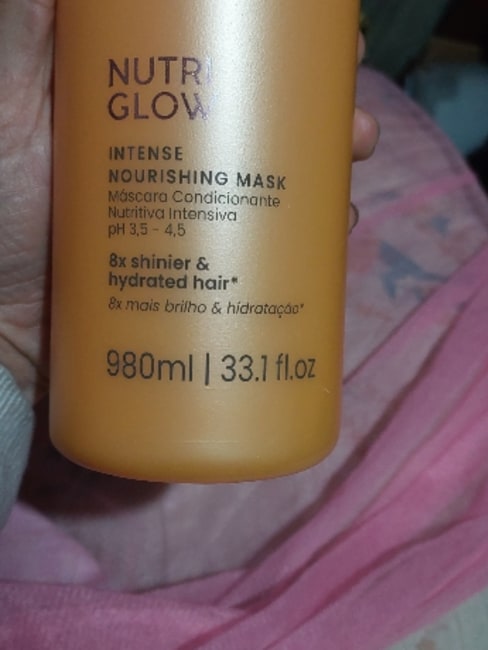 NUTRI
GLOW
INTENSE
NOURISHING MASK
Máscara Condicionante
Nutritiva Intensiva
pH 3,5 - 4,5
8x shinier &
hydrated hair*
8x mais brilho & hidratação*
980ml | 33.1 fl.oz